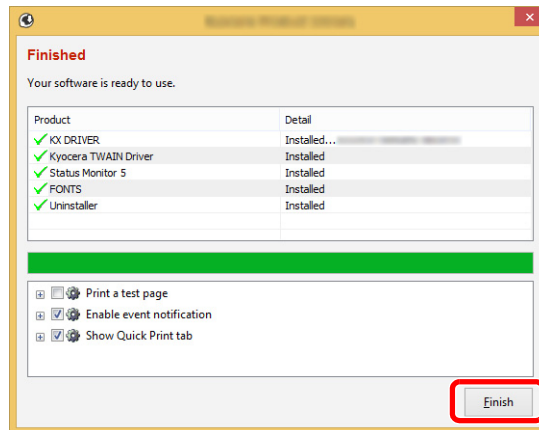 Finished
Your software is ready to use.
Product Detail
KX DRIVER Installed...
Kyocera TWAIN Driver Installed
Status Monitor 5 Installed
FONTS Installed
Uninstaller Installed
Print a test page
Enable event notification
Show Quick Print tab
Finish